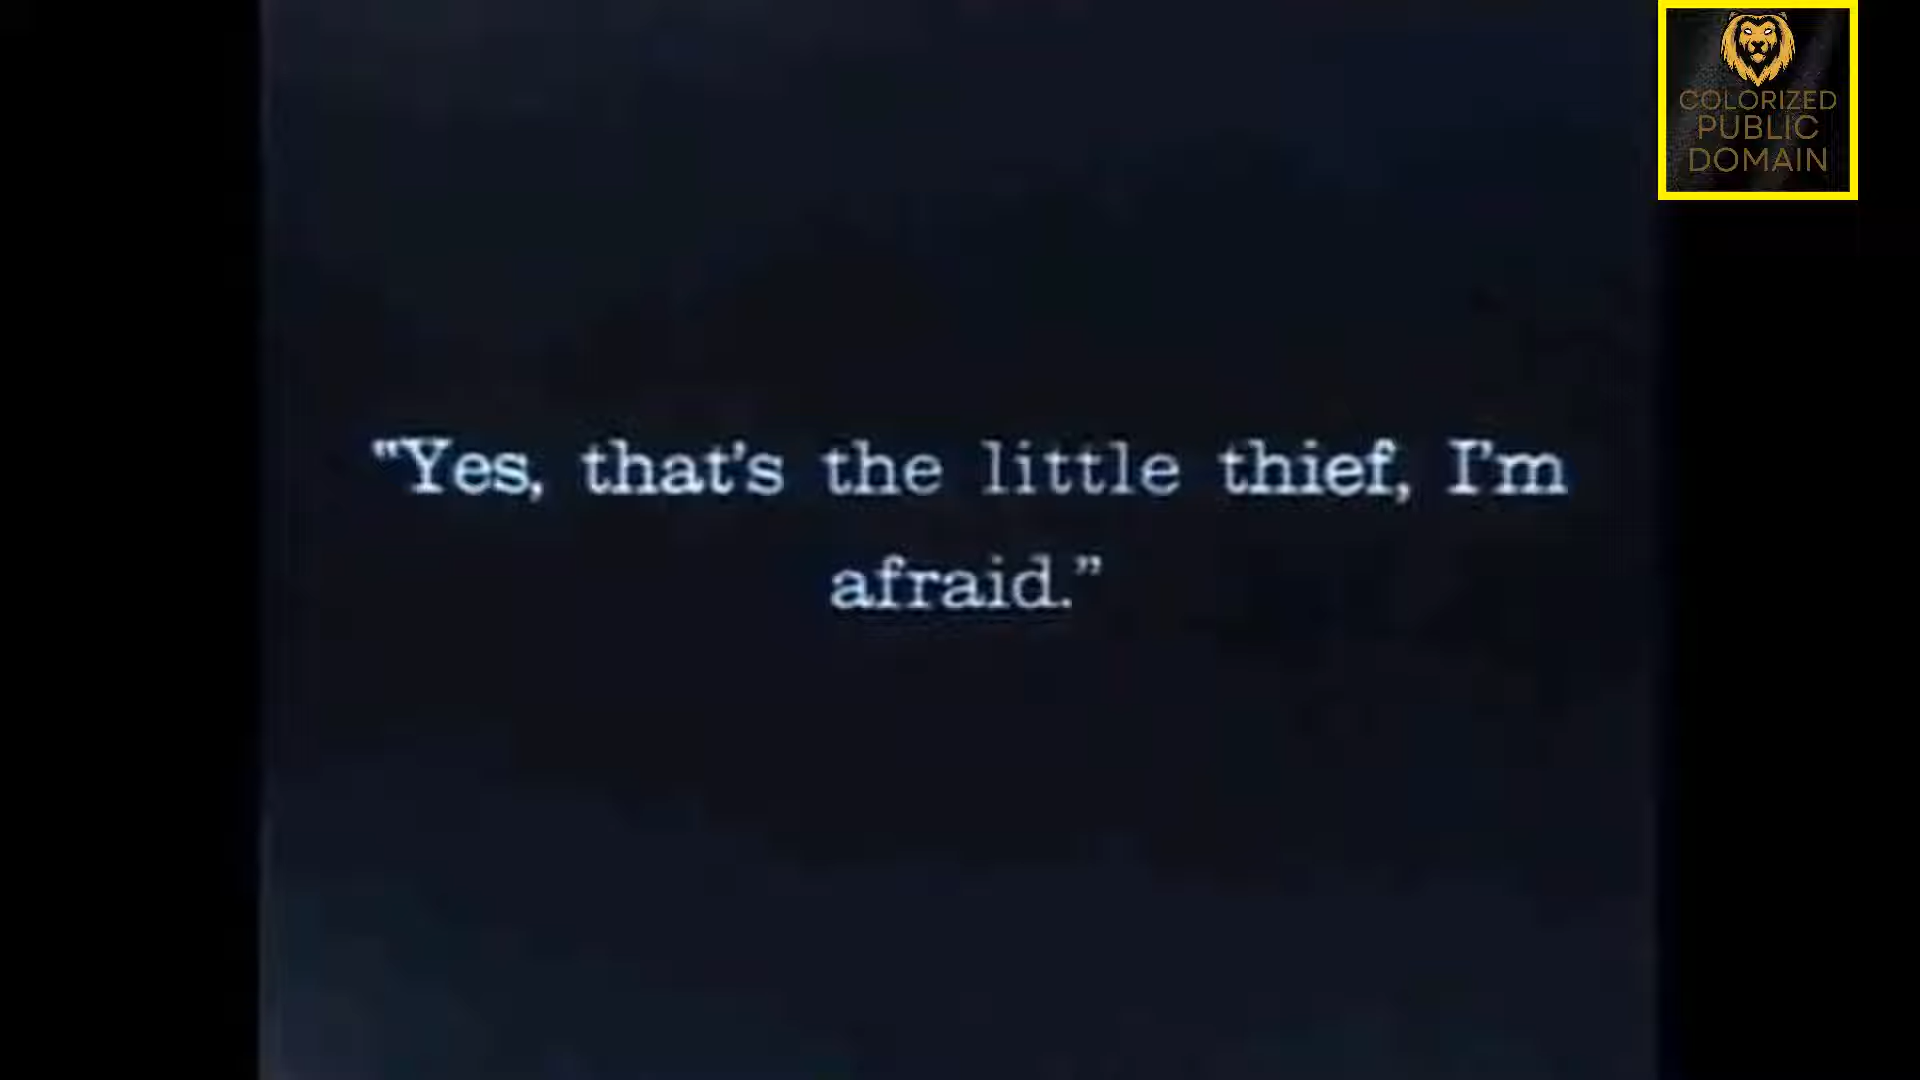 COLORIZED
PUBLIC
DOMAIN
"Yes, that's the little thief, I'm
afraid."